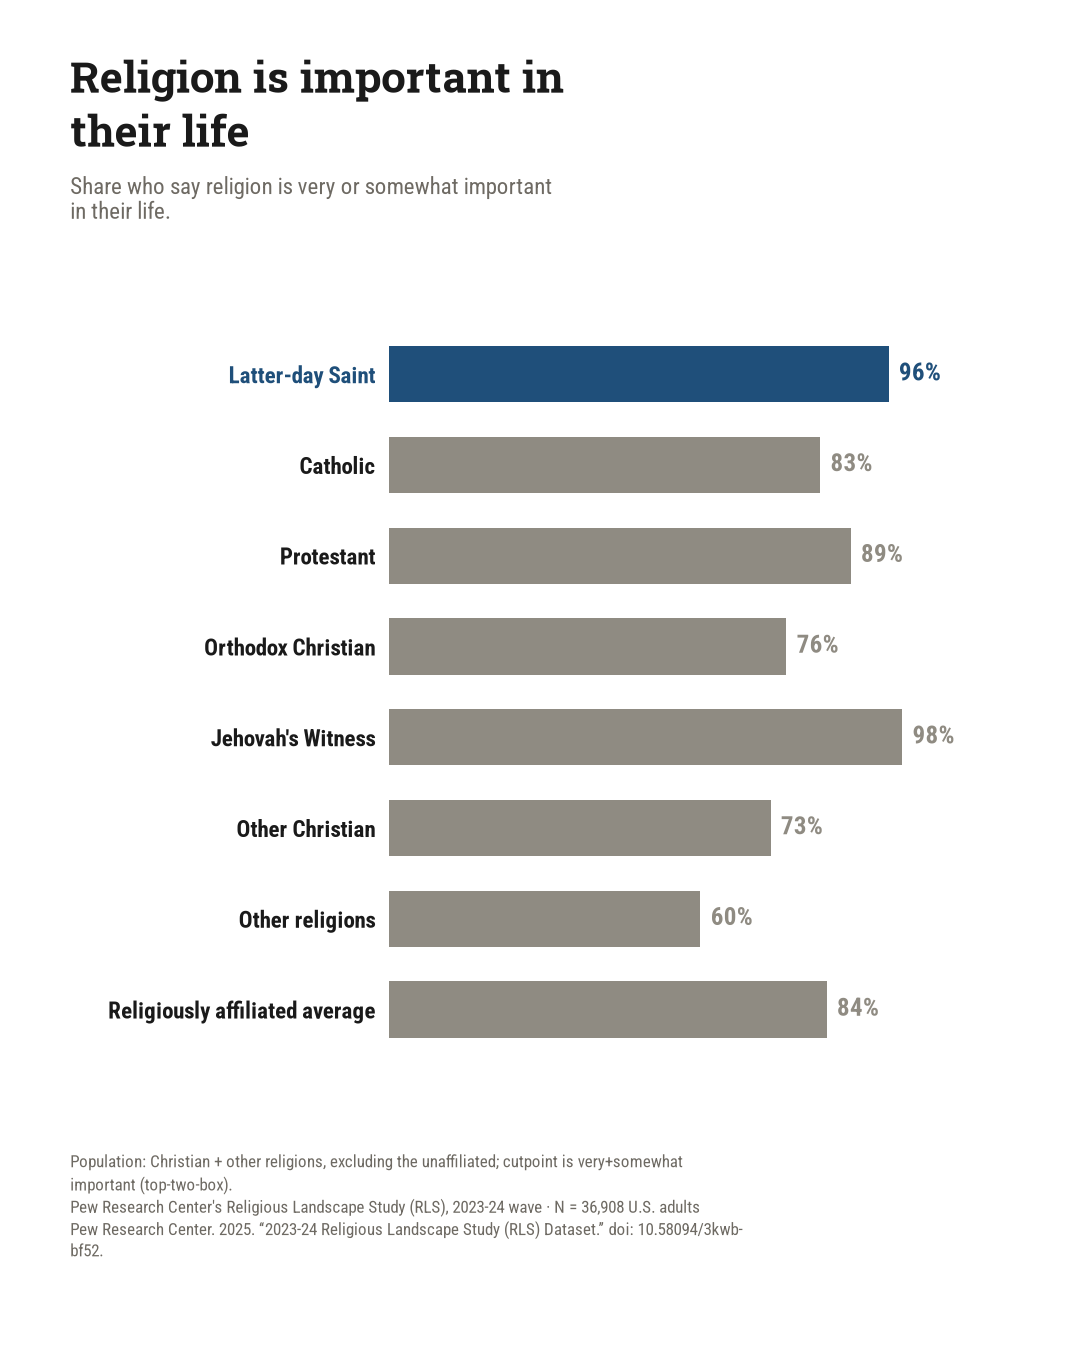 Religion is important in
their life
Share who say religion is very or somewhat important
in their life.
Latter-day Saint 96%
Catholic 83%
Protestant 89%
Orthodox Christian 76%
Jehovah's Witness 98%
Other Christian 73%
Other religions 60%
Religiously affiliated average 84%
Population: Christian + other religions, excluding the unaffiliated; cutpoint is very+somewhat
important (top-two-box).
Pew Research Center's Religious Landscape Study (RLS), 2023-24 wave · N = 36,908 U.S. adults
Pew Research Center. 2025. “2023-24 Religious Landscape Study (RLS) Dataset.” doi: 10.58094/3kwb-
bf52.